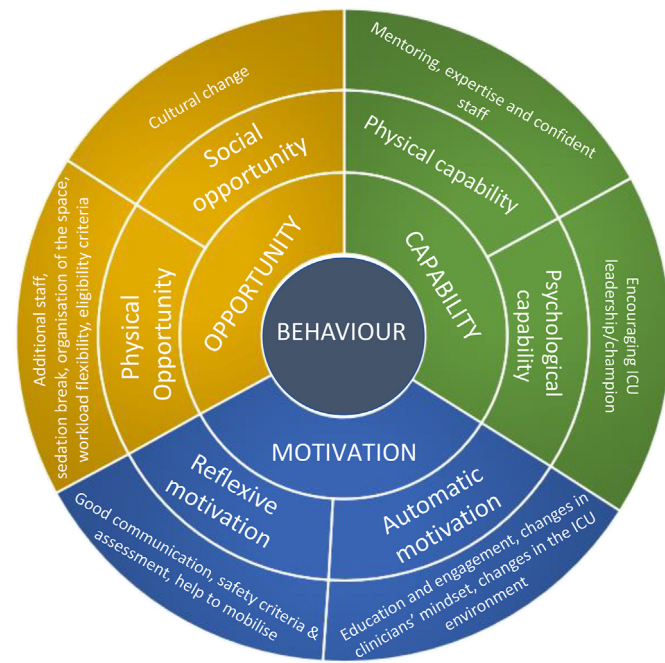 Cultural change
Mentoring, expertise and confident
staff
Social
opportunity
Physical capability
OPPORTUNITY
CAPABILITY
Additional staff,
sedation break, organisation of the space,
workload flexibility, eligibility criteria
Physical
Opportunity
BEHAVIOUR
Psychological
capability
Encouraging ICU
leadership/champion
MOTIVATION
Reflexive
motivation
Automatic
motivation
Good communication, safety criteria &
assessment, help to mobilise
Education and engagement, changes in
clinicians' mindset, changes in the ICU
environment